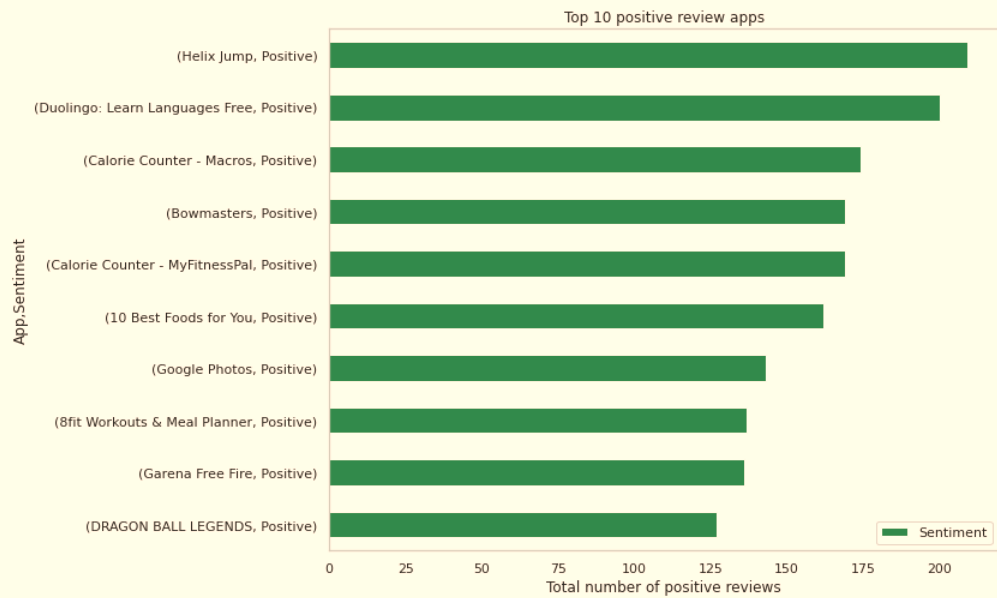 Top 10 positive review apps
(Helix Jump, Positive)
(Duolingo: Learn Languages Free, Positive)
(Calorie Counter - Macros, Positive)
(Bowmasters, Positive)
(Calorie Counter - MyFitnessPal, Positive)
(10 Best Foods for You, Positive)
(Google Photos, Positive)
(8fit Workouts & Meal Planner, Positive)
(Garena Free Fire, Positive)
(DRAGON BALL LEGENDS, Positive)
App,Sentiment
Sentiment
0 25 50 75 100 125 150 175 200
Total number of positive reviews